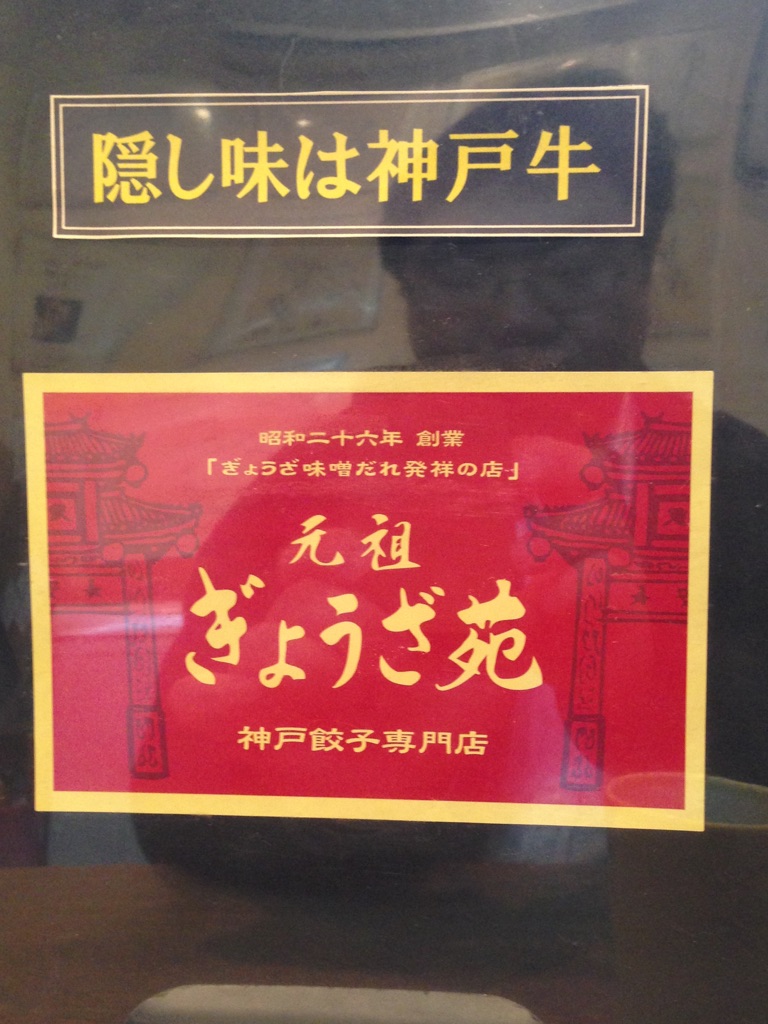 隠し味は神戸牛
昭和二十六年 創業
「ぎょうざ味噌だれ発祥の店」
元祖
ぎょうざ苑
神戸餃子専門店